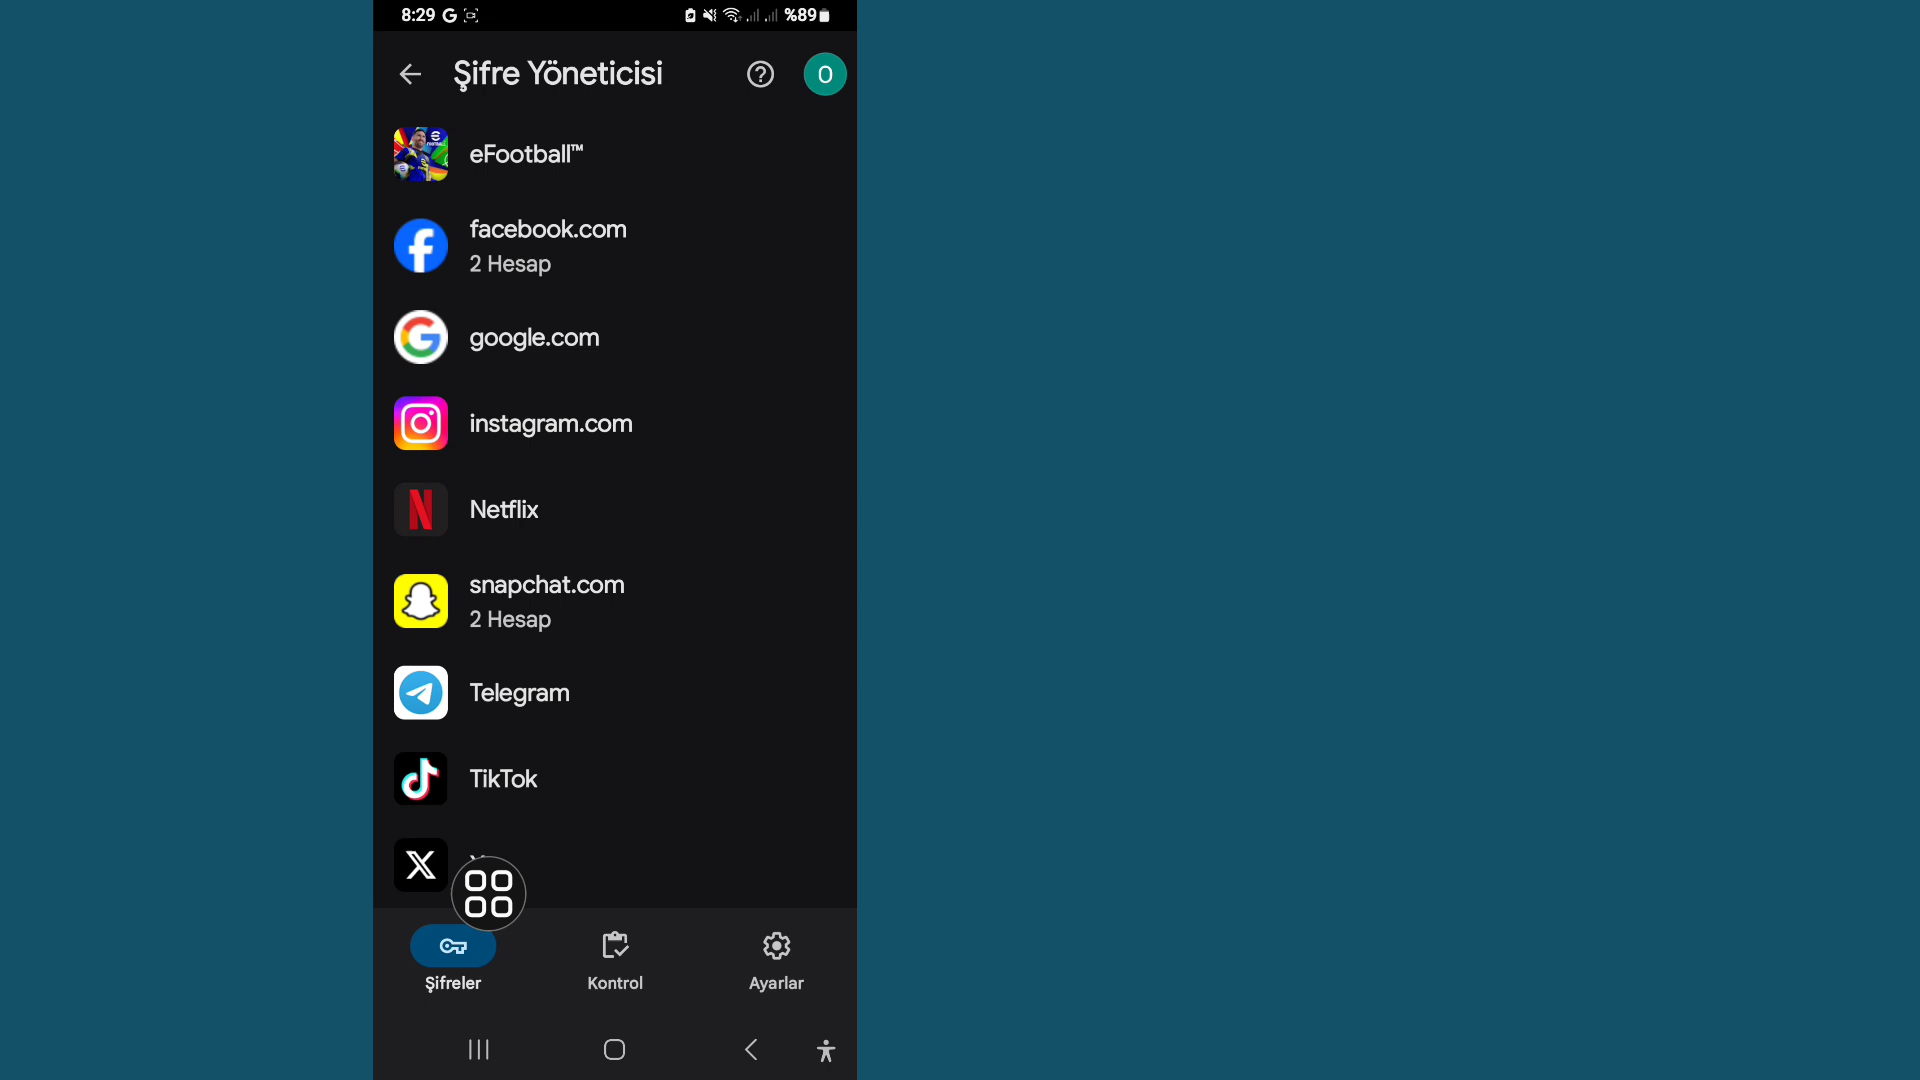 8:29 G %89
Şifre Yöneticisi
O
eFootball™
facebook.com
2 Hesap
google.com
instagram.com
Netflix
snapchat.com
2 Hesap
Telegram
TikTok
Şifreler
Kontrol
Ayarlar